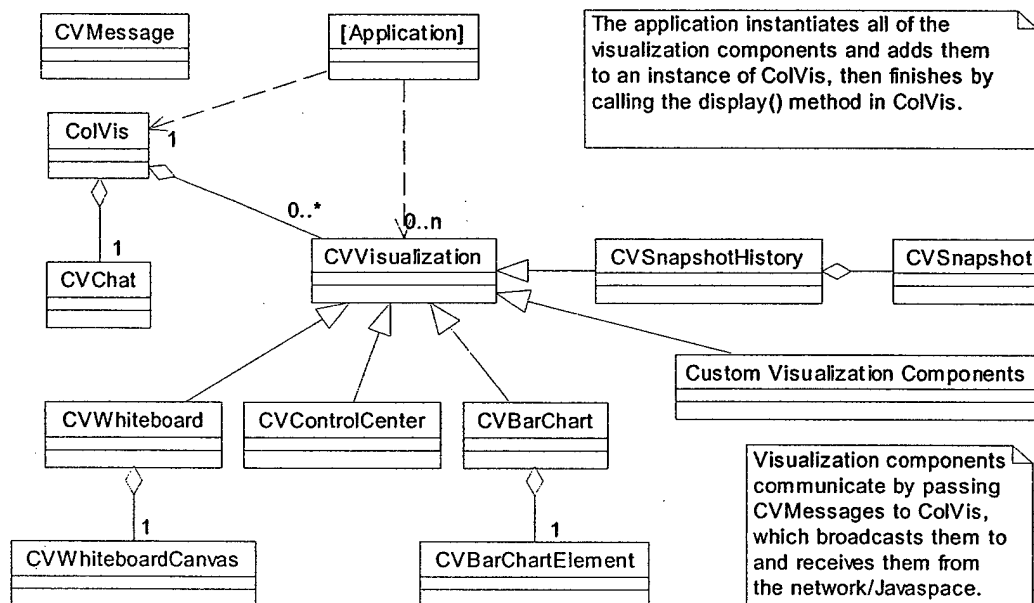 CVMessage
[Application]
The application instantiates all of the
visualization components and adds them
to an instance of ColVis, then finishes by
calling the display() method in ColVis.
ColVis
1
0..*
0..n
1
CVChat
CVVisualization
CVSnapshotHistory
CVSnapshot
Custom Visualization Components
CVWhiteboard
CVControlCenter
CVBarChart
1
1
CVWhiteboardCanvas
CVBarChartElement
Visualization components
communicate by passing
CVMessages to ColVis,
which broadcasts them to
and receives them from
the network/Javaspace.